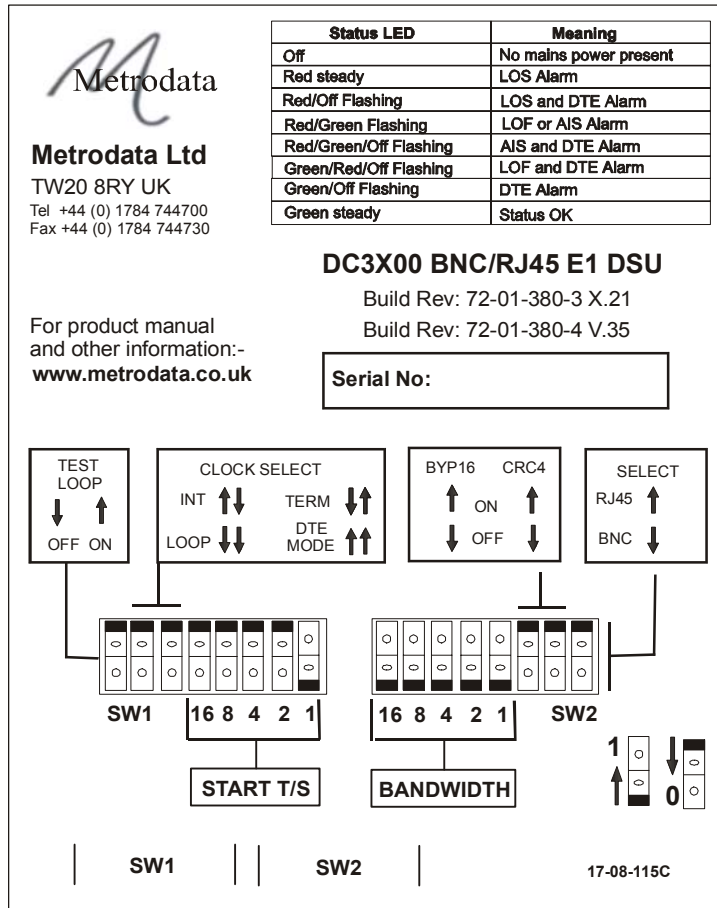 Metrodata
Metrodata Ltd
TW20 8RY UK
Tel +44 (0) 1784 744700
Fax +44 (0) 1784 744730
Status LED Meaning
Off No mains power present
Red steady LOS Alarm
Red/Off Flashing LOS and DTE Alarm
Red/Green Flashing LOF or AIS Alarm
Red/Green/Off Flashing AIS and DTE Alarm
Green/Red/Off Flashing LOF and DTE Alarm
Green/Off Flashing DTE Alarm
Green steady Status OK
DC3X00 BNC/RJ45 E1 DSU
Build Rev: 72-01-380-3 X.21
Build Rev: 72-01-380-4 V.35
For product manual
and other information:-
www.metrodata.co.uk
Serial No:
TEST
LOOP
OFF ON
CLOCK SELECT
INT TERM
LOOP DTE
MODE
BYP16 CRC4
ON
OFF
SELECT
RJ45
BNC
SW1 16 8 4 2 1
16 8 4 2 1 SW2
START T/S
BANDWIDTH
1
0
SW1
SW2
17-08-115C